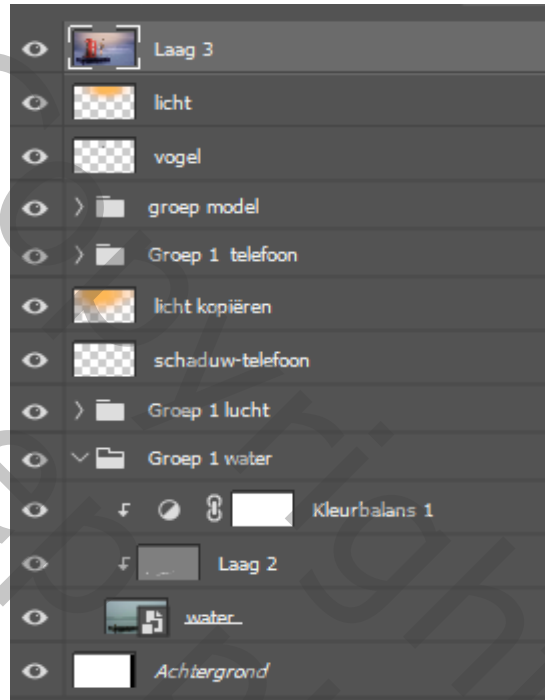 Laag 3
licht
vogel
groep model
Groep 1 telefoon
licht kopiëren
schaduw-telefoon
Groep 1 lucht
Groep 1 water
Kleurbalans 1
Laag 2
water
Achtergrond